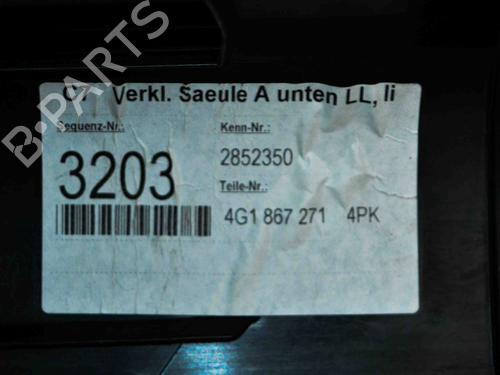 Verkl. Saeule A unten LL, li
Sequenz-Nr.:
Kenn-Nr.:
3203
2852350
Teile-Nr.:
4G1 867 271 4PK
B-PARTS